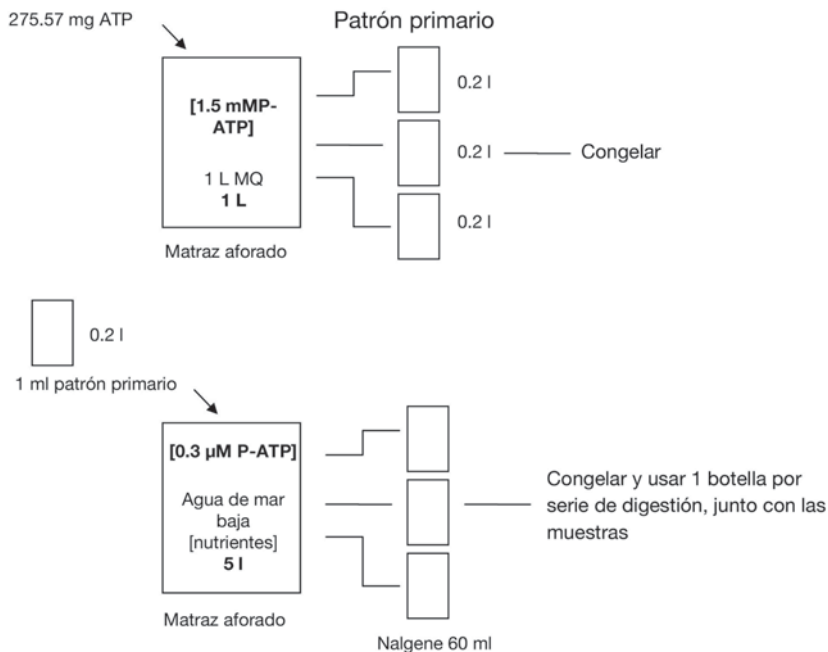 275.57 mg ATP
Patrón primario
[1.5 mMP-
ATP]
1 L MQ
1 L
Matraz aforado
0.2 l
0.2 l
Congelar
0.2 l
0.2 l
1 ml patrón primario
[0.3 µM P-ATP]
Agua de mar
baja
[nutrientes]
5 l
Matraz aforado
Congelar y usar 1 botella por
serie de digestión, junto con las
muestras
Nalgene 60 ml